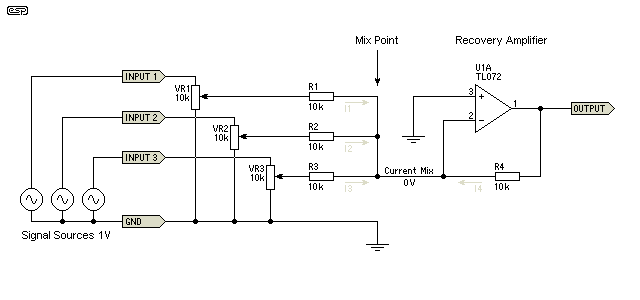 esp
Mix Point
Recovery Amplifier
INPUT 1
INPUT 2
INPUT 3
GND
Signal Sources 1V
VR1
10k
VR2
10k
VR3
10k
R1
10k
R2
10k
R3
10k
I1
I2
I3
Current Mix
0V
I4
U1A
TL072
3
+
2
−
1
R4
10k
OUTPUT